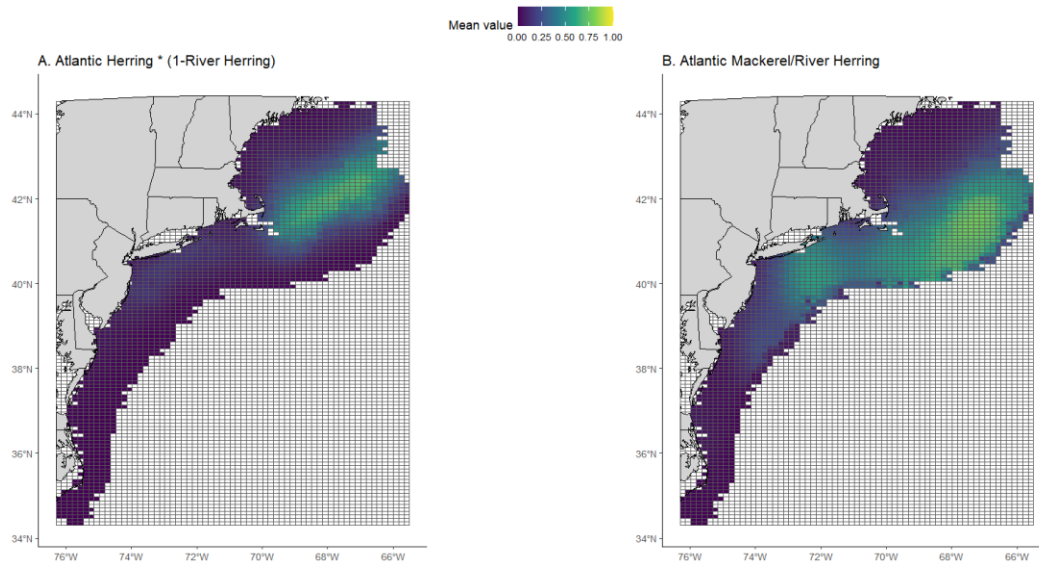 Mean value
0.00 0.25 0.50 0.75 1.00
A. Atlantic Herring * (1-River Herring)
44°N
42°N
40°N
38°N
36°N
34°N
76°W 74°W 72°W 70°W 68°W 66°W
B. Atlantic Mackerel/River Herring
44°N
42°N
40°N
38°N
36°N
34°N
76°W 74°W 72°W 70°W 68°W 66°W